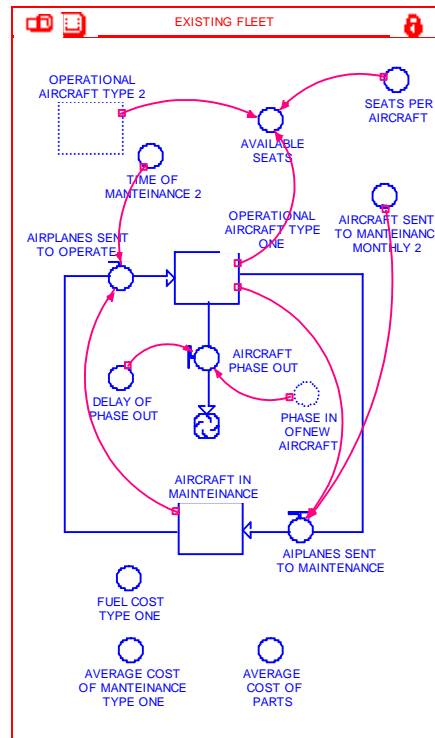 EXISTING FLEET
OPERATIONAL
AIRCRAFT TYPE 2
SEATS PER
AIRCRAFT
AVAILABLE
SEATS
TIME OF
MANTEINANCE 2
OPERATIONAL
AIRCRAFT TYPE
ONE
AIRCRAFT SENT
TO MANTEINANCE
MONTHLY 2
AIRPLANES SENT
TO OPERATE
AIRCRAFT
PHASE OUT
DELAY OF
PHASE OUT
PHASE IN
OFNEW
AIRCRAFT
AIRCRAFT IN
MAINTEINANCE
AIPLANES SENT
TO MAINTENANCE
FUEL COST
TYPE ONE
AVERAGE COST
OF MANTEINANCE
TYPE ONE
AVERAGE
COST OF
PARTS